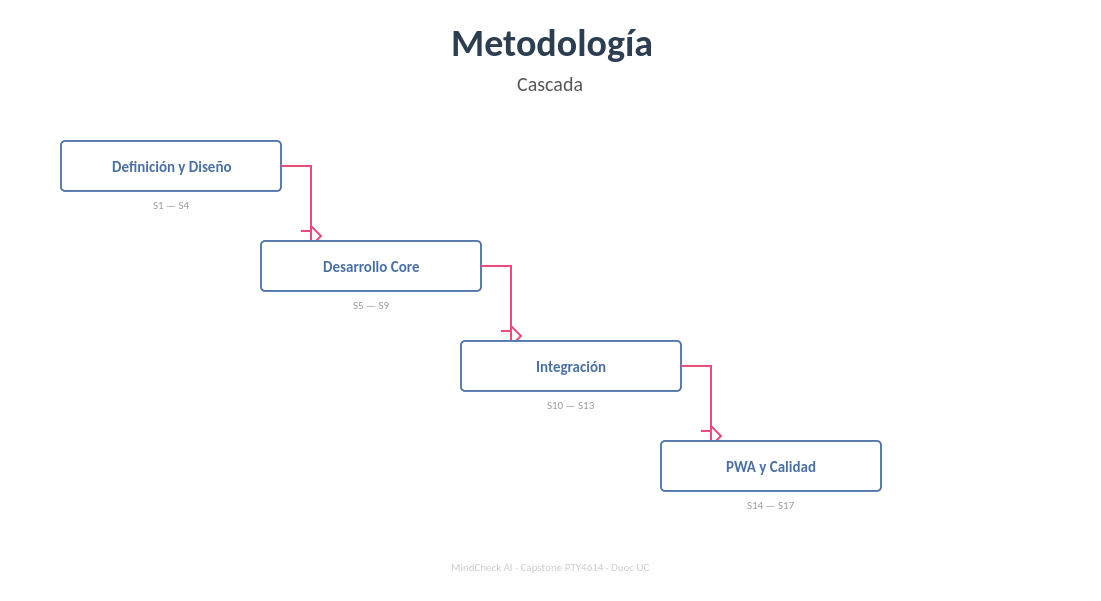 Metodología
Cascada
Definición y Diseño
S1 — S4
Desarrollo Core
S5 — S9
Integración
S10 — S13
PWA y Calidad
S14 — S17
MindCheck AI - Capstone PTY4614 - Duoc UC